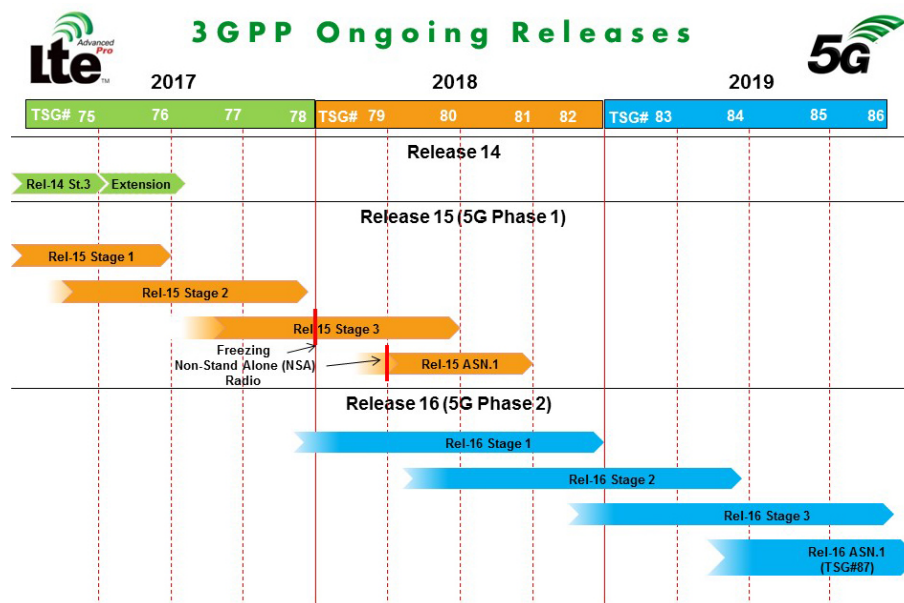 3GPP Ongoing Releases
Advanced
Pro
LTE™
5G
2017
2018
2019
TSG# 75 76 77 78 TSG# 79 80 81 82 TSG# 83 84 85 86
Release 14
Rel-14 St.3 Extension
Release 15 (5G Phase 1)
Rel-15 Stage 1
Rel-15 Stage 2
Rel-15 Stage 3
Freezing
Non-Stand Alone (NSA)
Radio
Rel-15 ASN.1
Release 16 (5G Phase 2)
Rel-16 Stage 1
Rel-16 Stage 2
Rel-16 Stage 3
Rel-16 ASN.1
(TSG#87)